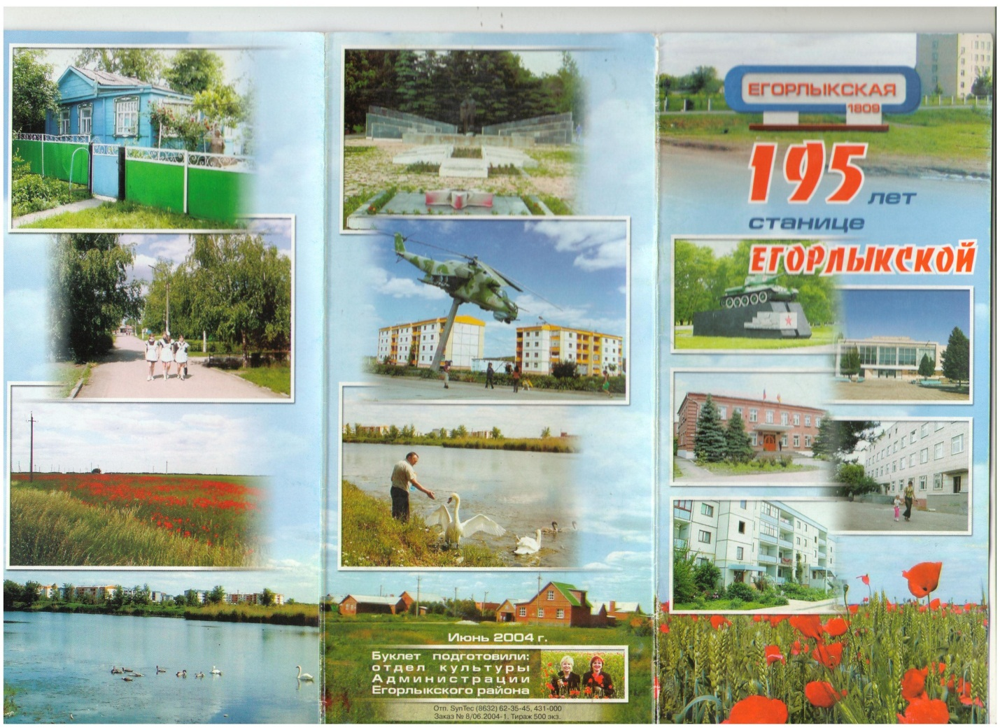 ЕГОРЛЫКСКАЯ
1809
195 лет
станице
ЕГОРЛЫКСКОЙ
Июнь 2004 г.
Буклет подготовили:
отдел культуры
Администрации
Егорлыкского района
Отп. SynTec (8632) 62-35-45, 431-000
Заказ № 8/06.2004-1. Тираж 500 экз.